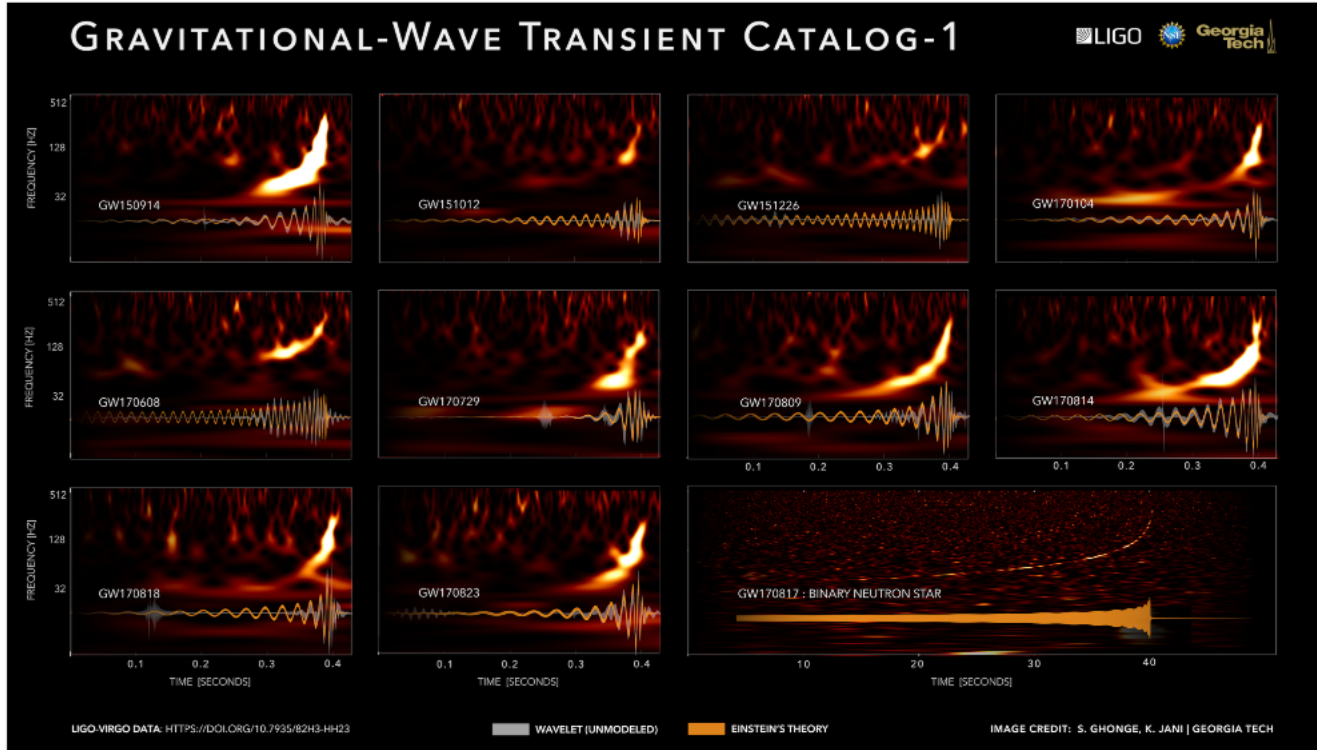 GRAVITATIONAL-WAVE TRANSIENT CATALOG-1
LIGO
NSF
Georgia Tech
FREQUENCY [HZ]
512
128
32
GW150914
GW151012
GW151226
GW170104
FREQUENCY [HZ]
512
128
32
GW170608
GW170729
GW170809
GW170814
0.1 0.2 0.3 0.4
0.1 0.2 0.3 0.4
FREQUENCY [HZ]
512
128
32
GW170818
GW170823
GW170817 : BINARY NEUTRON STAR
0.1 0.2 0.3 0.4
0.1 0.2 0.3 0.4
10 20 30 40
TIME [SECONDS]
TIME [SECONDS]
TIME [SECONDS]
LIGO-VIRGO DATA: HTTPS://DOI.ORG/10.7935/82H3-HH23
WAVELET (UNMODELED)
EINSTEIN'S THEORY
IMAGE CREDIT: S. GHONGE, K. JANI | GEORGIA TECH